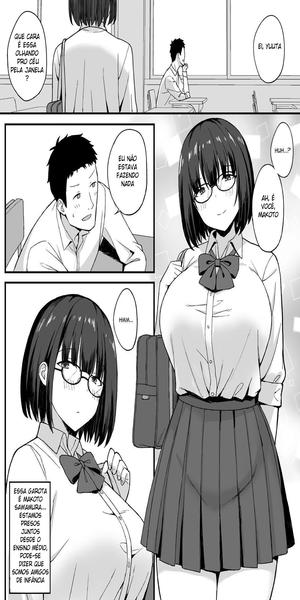 EI, YUUTA
QUE CARA
É ESSA
OLHANDO
PRO CÉU
PELA JANELA
?
HUH...?
AH, É
VOCÊ,
MAKOTO
EU NÃO
ESTAVA
FAZENDO
NADA
HMM...
ESSA GAROTA
É MAKOTO
SAMAMURA...
ESTAMOS
PRESOS
JUNTOS
DESDE O
ENSINO MÉDIO,
PODE-SE
DIZER QUE
SOMOS AMIGOS
DE INFÂNCIA